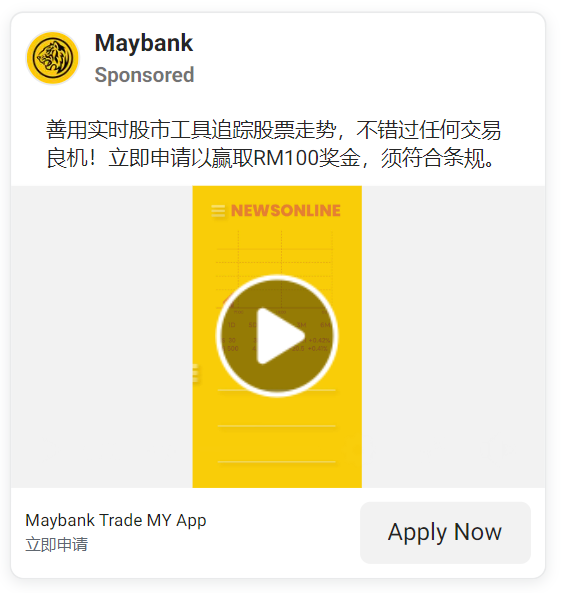 Maybank
Sponsored
善用实时股市工具追踪股票走势，不错过任何交易
良机！立即申请以赢取RM100奖金，须符合条规。
NEWSONLINE
Maybank Trade MY App
立即申请
Apply Now